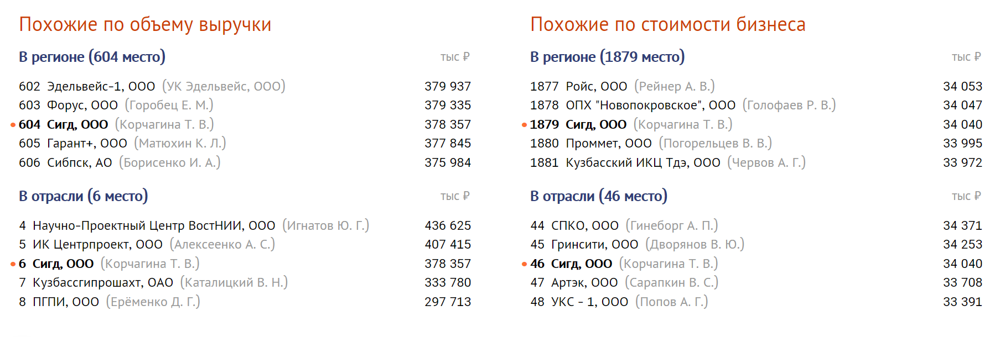 Похожие по объему выручки
В регионе (604 место) тыс ₽
602 Эдельвейс-1, ООО (УК Эдельвейс, ООО) 379 937
603 Форус, ООО (Горобец Е. М.) 379 335
604 Сигд, ООО (Корчагина Т. В.) 378 357
605 Гарант+, ООО (Матюхин К. Л.) 377 845
606 Сибпск, АО (Борисенко И. А.) 375 984
В отрасли (6 место) тыс ₽
4 Научно-Проектный Центр ВостНИИ, ООО (Игнатов Ю. Г.) 436 625
5 ИК Центрпроект, ООО (Алексеенко А. С.) 407 415
6 Сигд, ООО (Корчагина Т. В.) 378 357
7 Кузбассгипрошахт, ОАО (Каталицкий В. Н.) 333 780
8 ПГПИ, ООО (Ерёменко Д. Г.) 297 713
Похожие по стоимости бизнеса
В регионе (1879 место) тыс ₽
1877 Ройс, ООО (Рейнер А. В.) 34 053
1878 ОПХ "Новопокровское", ООО (Голофаев Р. В.) 34 047
1879 Сигд, ООО (Корчагина Т. В.) 34 040
1880 Проммет, ООО (Погорельцев В. В.) 33 995
1881 Кузбасский ИКЦ Тдэ, ООО (Червов А. Г.) 33 972
В отрасли (46 место) тыс ₽
44 СПКО, ООО (Гинеборг А. П.) 34 371
45 Гринсити, ООО (Дворянов В. Ю.) 34 253
46 Сигд, ООО (Корчагина Т. В.) 34 040
47 Артэк, ООО (Сарапкин В. С.) 33 708
48 УКС - 1, ООО (Попов А. Г.) 33 391